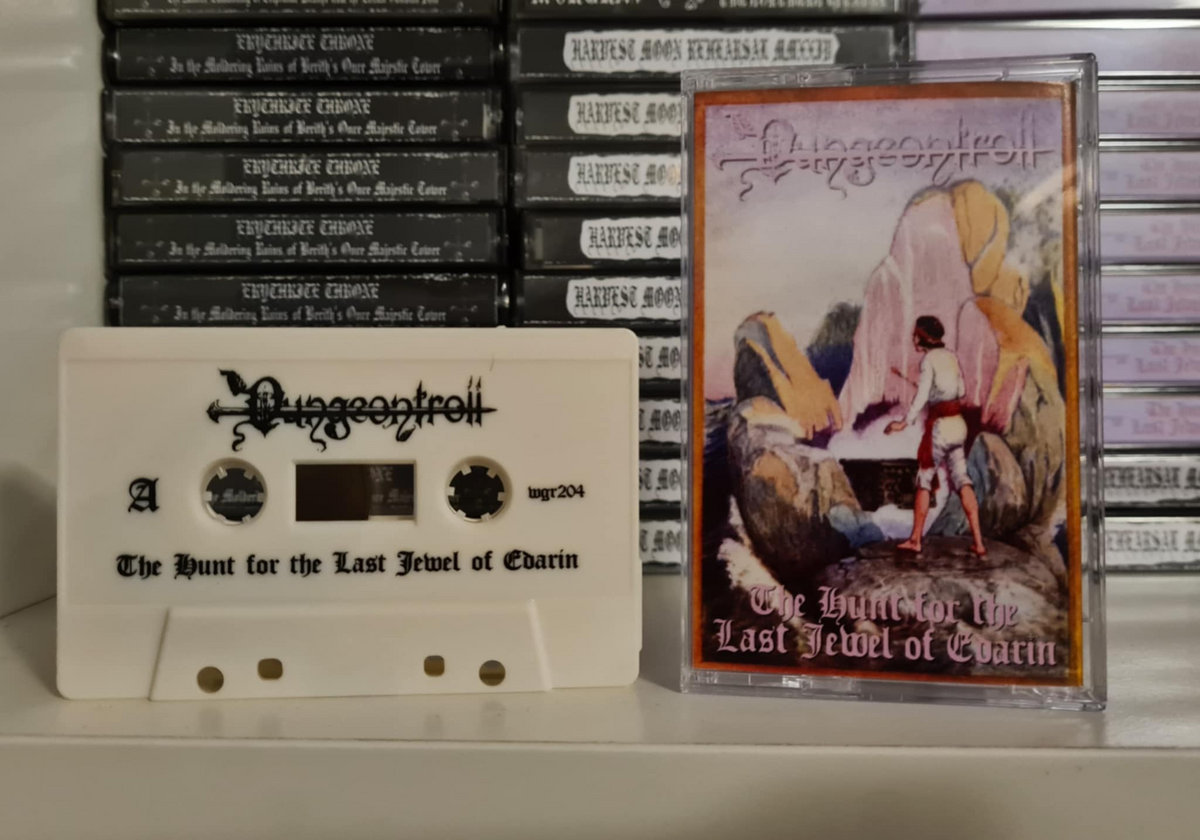 ERYTHRITE THRONE
In the Moldering Ruins of Berith's Once Majestic Tower
ERYTHRITE THRONE
In the Moldering Ruins of Berith's Once Majestic Tower
ERYTHRITE THRONE
In the Moldering Ruins of Berith's Once Majestic Tower
ERYTHRITE THRONE
In the Moldering Ruins of Berith's Once Majestic Tower
ERYTHRITE THRONE
In the Moldering Ruins of Berith's Once Majestic Tower
HARVEST MOON REHEARSAL MMXXIV
HARVEST
HARVEST
HARVEST
HARVEST MOON
Dungeontroll
A
wgr204
The Hunt for the Last Jewel of Edarin
Dungeontroll
The Hunt for the
Last Jewel of Edarin